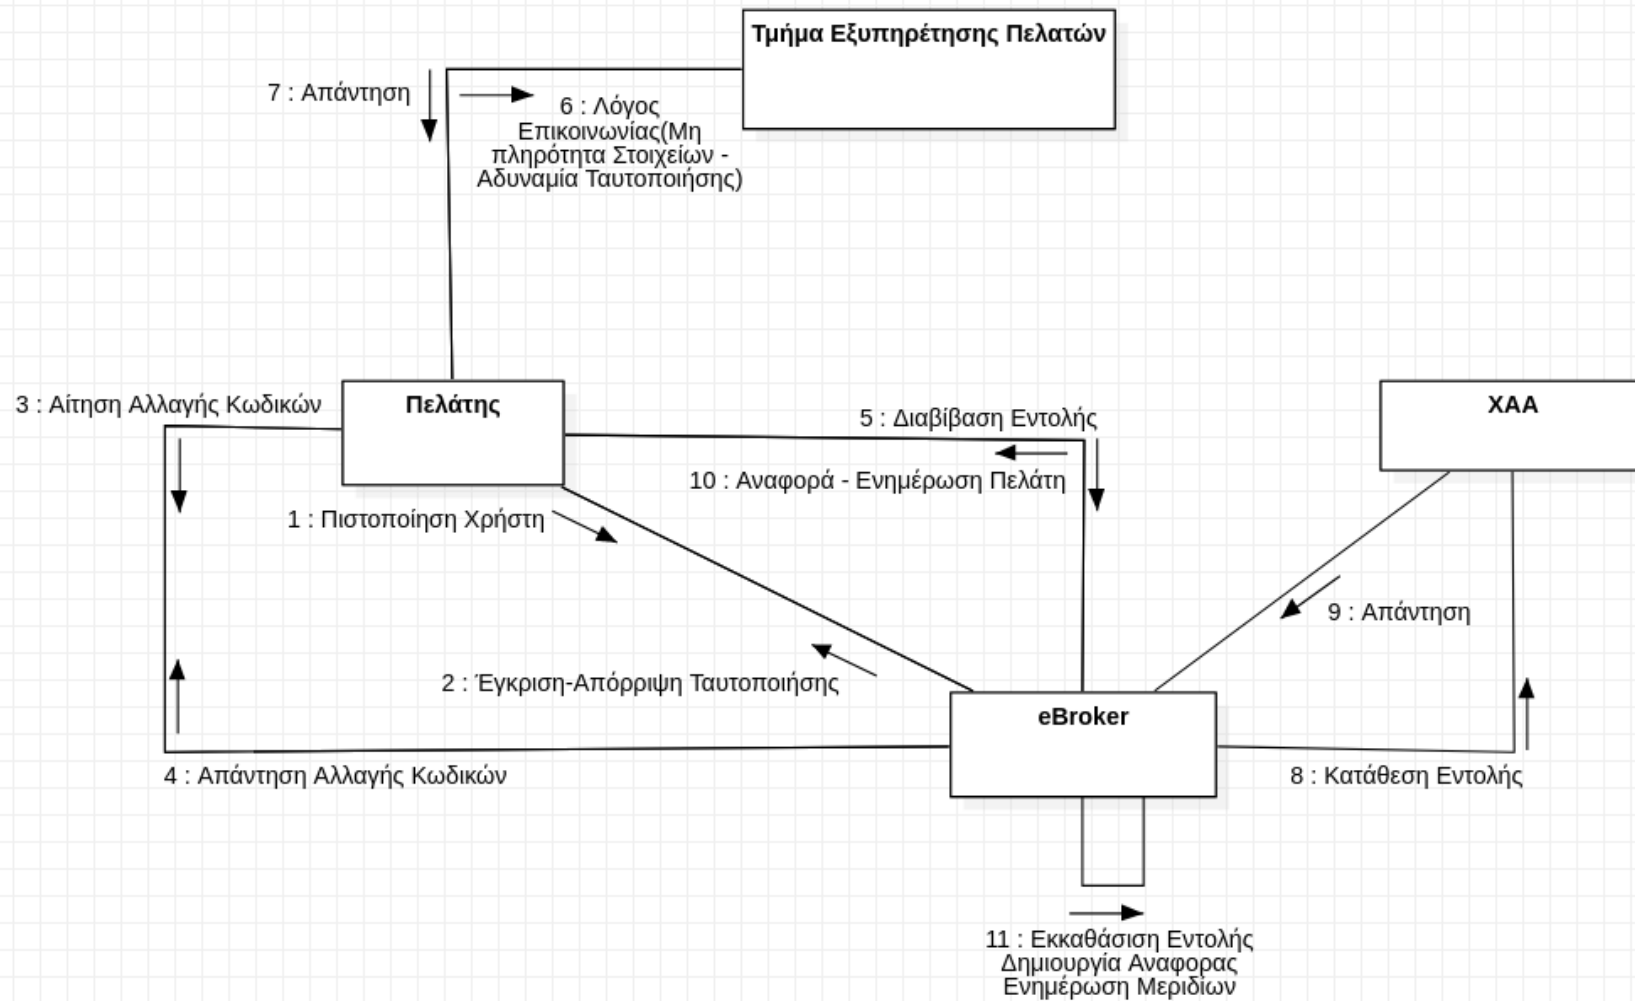 Τμήμα Εξυπηρέτησης Πελατών
7 : Απάντηση
6 : Λόγος
Επικοινωνίας(Μη
πληρότητα Στοιχείων -
Αδυναμία Ταυτοποιήσης)
3 : Αίτηση Αλλαγής Κωδικών
Πελάτης
5 : Διαβίβαση Εντολής
ΧΑΑ
10 : Αναφορά - Ενημέρωση Πελάτη
1 : Πιστοποίηση Χρήστη
9 : Απάντηση
2 : Έγκριση-Απόρριψη Ταυτοποιήσης
eBroker
4 : Απάντηση Αλλαγής Κωδικών
8 : Κατάθεση Εντολής
11 : Εκκαθάσιση Εντολής
Δημιουργία Αναφορας
Ενημέρωση Μεριδίων